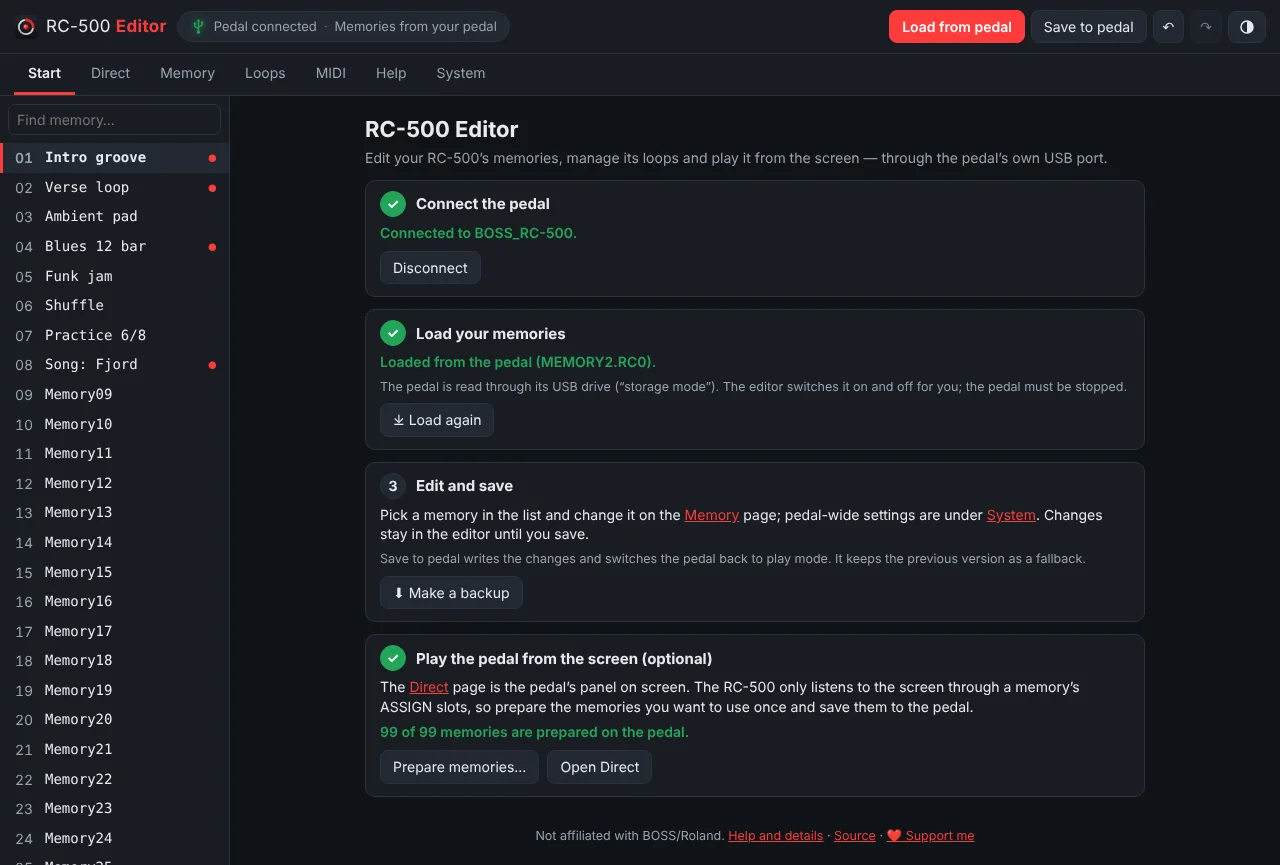 RC-500 Editor
Pedal connected · Memories from your pedal
Load from pedal
Save to pedal
Start
Direct
Memory
Loops
MIDI
Help
System
Find memory...
01 Intro groove
02 Verse loop
03 Ambient pad
04 Blues 12 bar
05 Funk jam
06 Shuffle
07 Practice 6/8
08 Song: Fjord
09 Memory09
10 Memory10
11 Memory11
12 Memory12
13 Memory13
14 Memory14
15 Memory15
16 Memory16
17 Memory17
18 Memory18
19 Memory19
20 Memory20
21 Memory21
22 Memory22
23 Memory23
24 Memory24
25 Memory25
RC-500 Editor
Edit your RC-500’s memories, manage its loops and play it from the screen — through the pedal’s own USB port.
Connect the pedal
Connected to BOSS_RC-500.
Disconnect
Load your memories
Loaded from the pedal (MEMORY2.RC0).
The pedal is read through its USB drive (“storage mode”). The editor switches it on and off for you; the pedal must be stopped.
Load again
3 Edit and save
Pick a memory in the list and change it on the Memory page; pedal-wide settings are under System. Changes
stay in the editor until you save.
Save to pedal writes the changes and switches the pedal back to play mode. It keeps the previous version as a fallback.
Make a backup
Play the pedal from the screen (optional)
The Direct page is the pedal’s panel on screen. The RC-500 only listens to the screen through a memory’s
ASSIGN slots, so prepare the memories you want to use once and save them to the pedal.
99 of 99 memories are prepared on the pedal.
Prepare memories...
Open Direct
Not affiliated with BOSS/Roland. Help and details · Source · ❤️ Support me